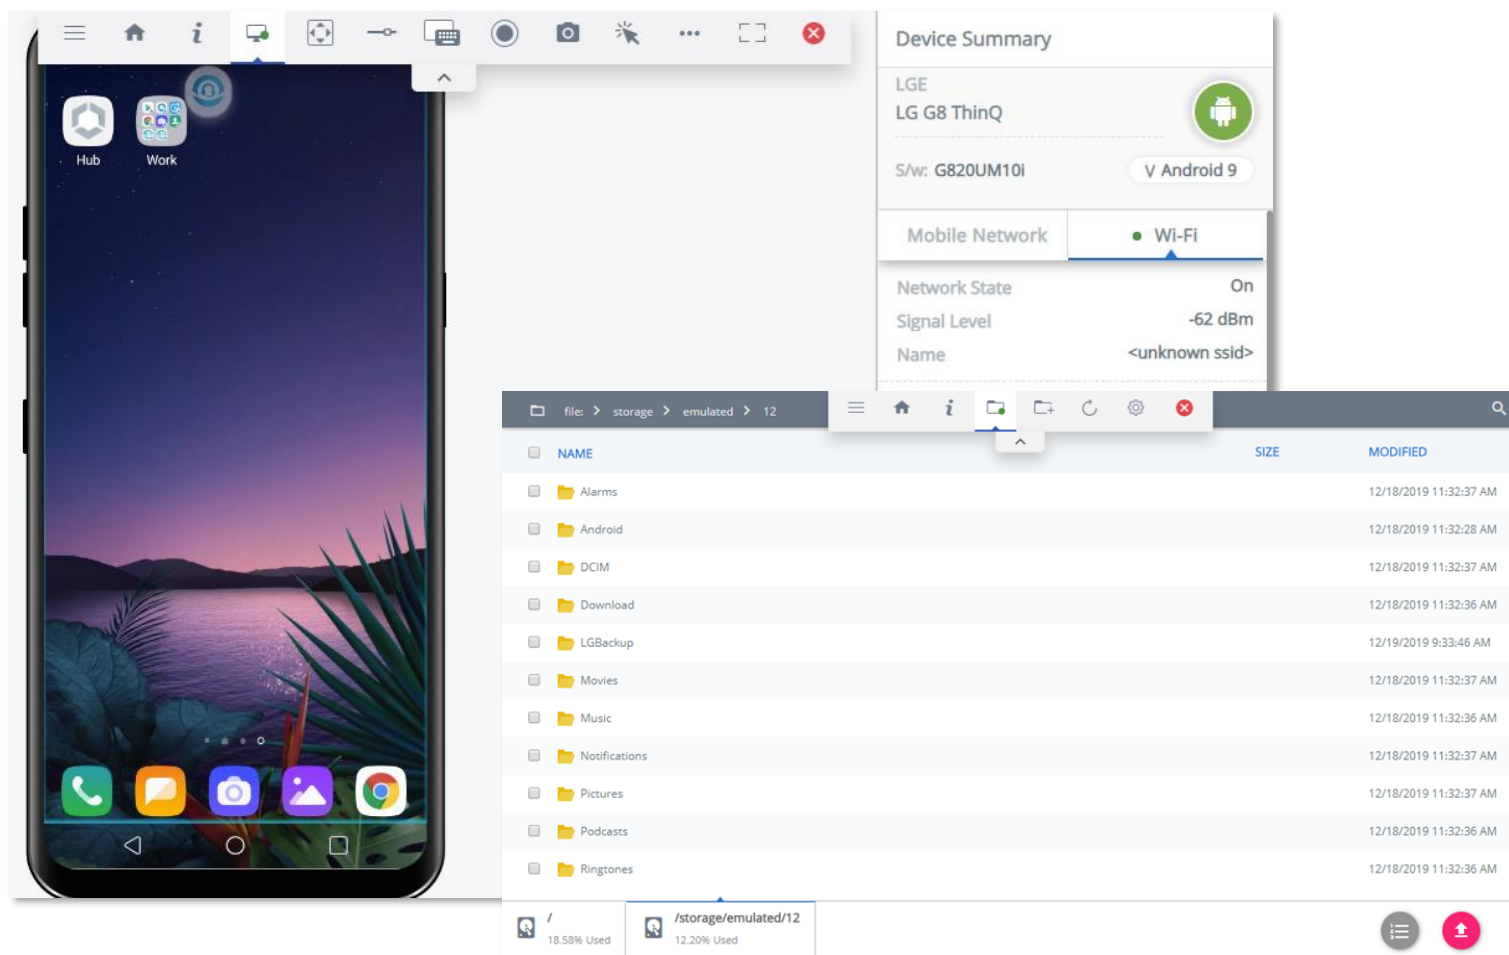 Hub
Work
Device Summary
LGE
LG G8 ThinQ
S/w: G820UM10i
V Android 9
Mobile Network
Wi-Fi
Network State On
Signal Level -62 dBm
Name <unknown ssid>
file: > storage > emulated > 12
NAME SIZE MODIFIED
Alarms 12/18/2019 11:32:37 AM
Android 12/18/2019 11:32:28 AM
DCIM 12/18/2019 11:32:37 AM
Download 12/18/2019 11:32:36 AM
LGBackup 12/19/2019 9:33:46 AM
Movies 12/18/2019 11:32:37 AM
Music 12/18/2019 11:32:36 AM
Notifications 12/18/2019 11:32:37 AM
Pictures 12/18/2019 11:32:37 AM
Podcasts 12/18/2019 11:32:36 AM
Ringtones 12/18/2019 11:32:36 AM
/
18.58% Used
/storage/emulated/12
12.20% Used